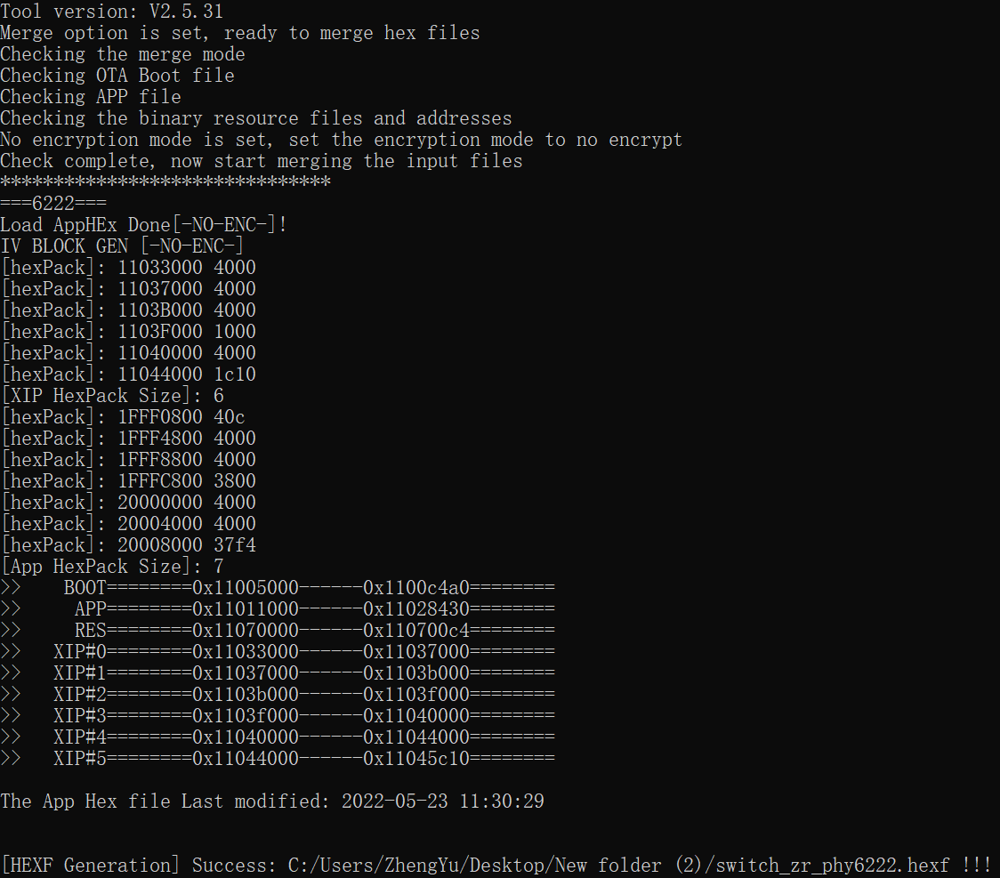 Tool version: V2.5.31
Merge option is set, ready to merge hex files
Checking the merge mode
Checking OTA Boot file
Checking APP file
Checking the binary resource files and addresses
No encryption mode is set, set the encryption mode to no encrypt
Check complete, now start merging the input files
*******************************
===6222===
Load AppHEx Done[-NO-ENC-]!
IV BLOCK GEN [-NO-ENC-]
[hexPack]: 11033000 4000
[hexPack]: 11037000 4000
[hexPack]: 1103B000 4000
[hexPack]: 1103F000 1000
[hexPack]: 11040000 4000
[hexPack]: 11044000 1c10
[XIP HexPack Size]: 6
[hexPack]: 1FFF0800 40c
[hexPack]: 1FFF4800 4000
[hexPack]: 1FFF8800 4000
[hexPack]: 1FFFC800 3800
[hexPack]: 20000000 4000
[hexPack]: 20004000 4000
[hexPack]: 20008000 37f4
[App HexPack Size]: 7
>>    BOOT========0x11005000------0x1100c4a0========
>>     APP========0x11011000------0x11028430========
>>     RES========0x11070000------0x110700c4========
>>   XIP#0========0x11033000------0x11037000========
>>   XIP#1========0x11037000------0x1103b000========
>>   XIP#2========0x1103b000------0x1103f000========
>>   XIP#3========0x1103f000------0x11040000========
>>   XIP#4========0x11040000------0x11044000========
>>   XIP#5========0x11044000------0x11045c10========
The App Hex file Last modified: 2022-05-23 11:30:29
[HEXF Generation] Success: C:/Users/ZhengYu/Desktop/New folder (2)/switch_zr_phy6222.hexf !!!